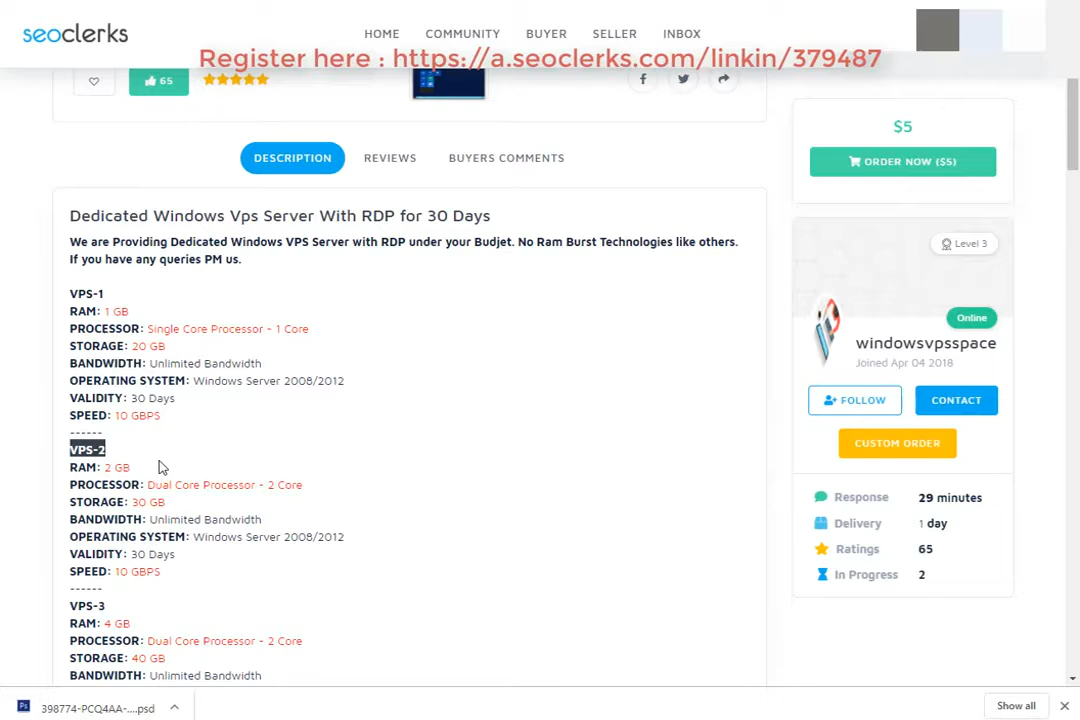 seoclerks
HOME COMMUNITY BUYER SELLER INBOX
Register here : https://a.seoclerks.com/linkin/379487
65
$5
ORDER NOW ($5)
DESCRIPTION REVIEWS BUYERS COMMENTS
Dedicated Windows Vps Server With RDP for 30 Days
We are Providing Dedicated Windows VPS Server with RDP under your Budjet. No Ram Burst Technologies like others.
If you have any queries PM us.
VPS-1
RAM: 1 GB
PROCESSOR: Single Core Processor - 1 Core
STORAGE: 20 GB
BANDWIDTH: Unlimited Bandwidth
OPERATING SYSTEM: Windows Server 2008/2012
VALIDITY: 30 Days
SPEED: 10 GBPS
------
VPS-2
RAM: 2 GB
PROCESSOR: Dual Core Processor - 2 Core
STORAGE: 30 GB
BANDWIDTH: Unlimited Bandwidth
OPERATING SYSTEM: Windows Server 2008/2012
VALIDITY: 30 Days
SPEED: 10 GBPS
------
VPS-3
RAM: 4 GB
PROCESSOR: Dual Core Processor - 2 Core
STORAGE: 40 GB
BANDWIDTH: Unlimited Bandwidth
Level 3
Online
windowsvpsspace
Joined Apr 04 2018
FOLLOW CONTACT
CUSTOM ORDER
Response 29 minutes
Delivery 1 day
Ratings 65
In Progress 2
Ps 398774-PCQ4AA-....psd
Show all